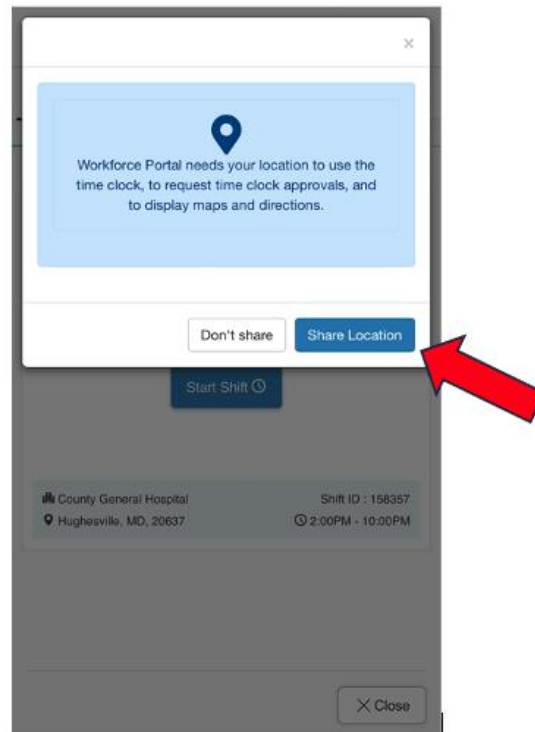 ×
Workforce Portal needs your location to use the
time clock, to request time clock approvals, and
to display maps and directions.
Don't share
Share Location
Start Shift
County General Hospital
Shift ID : 158357
Hughesville, MD, 20637
2:00PM - 10:00PM
× Close